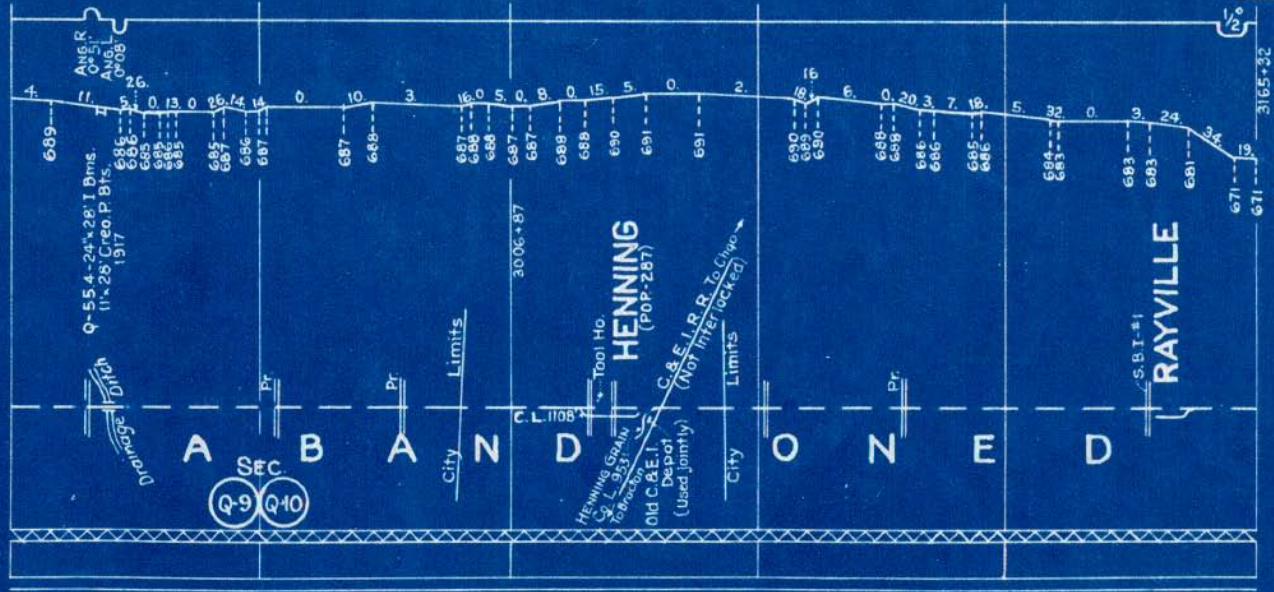 ½°
ANG. R
0°51'
ANG. L
0°08'
3165+32
4. 11. 5. 26. 0. 13. 0 26. 14. 14 0. 10. 3. 16. 0 5. 0. 8. 0. 15. 5. 0. 2. 18. 16 6. 0. 20. 3. 7. 18. 5. 32. 0. 3. 24. 34. 19.
689 686 686 685 685 685 685 685 687 686 687 687 688 687 688 688 687 687 688 688 690 691 691 690 689 690 688 688 686 686 685 686 684 683 683 683 681 671 671
Q-55.4-24"x28' I Bms.
11'x28' Creo. P. Bts.
1917
3006+87
HENNING
(POP-287)
C. & E. I. R. R. To Chgo
(Not Interlocked)
RAYVILLE
S.B.I-#1
Drainage Ditch
Pr.
Pr.
City Limits
Tool Ho.
C.L. 1108'
City Limits
Pr.
ABANDONED
HENNING GRAIN
Co L. 953'
To Brocton
Old C.& E.I
Depot
(Used jointly)
SEC.
Q-9 Q-10